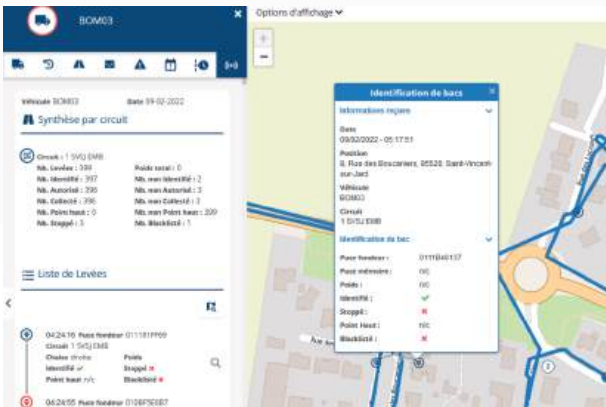 BOM03
Options d'affichage
Véhicule BOM03
Date 09-02-2022
Synthèse par circuit
Circuit : 1 SVSJ EMB
Nb. Levées : 399
Poids total : 0
Nb. Identifié : 397
Nb. non Identifié : 2
Nb. Autorisé : 396
Nb. non Autorisé : 3
Nb. Collecté : 396
Nb. non Collecté : 3
Nb. Point haut : 0
Nb. non Point haut : 399
Nb. Stoppé : 3
Nb. Blacklisté : 1
Liste de Levées
04:24:16 Puce fondeur
Circuit 1 SVSJ EMB
Chaise droite
Poids
Identifié
Stoppé
Point haut n/c
Blacklisté
04:24:55 Puce fondeur
Identification de bacs
Informations reçues
Date
09/02/2022 - 05:17:51
Position
8, Rue des Boucaniers, 85520, Saint-Vincent-
sur-Jard
Véhicule
BOM03
Circuit
1 SVSJ EMB
Identification du bac
Puce fondeur :
Puce mémoire : n/c
Poids : n/c
Identifié :
Stoppé :
Point Haut : n/c
Blacklisté :